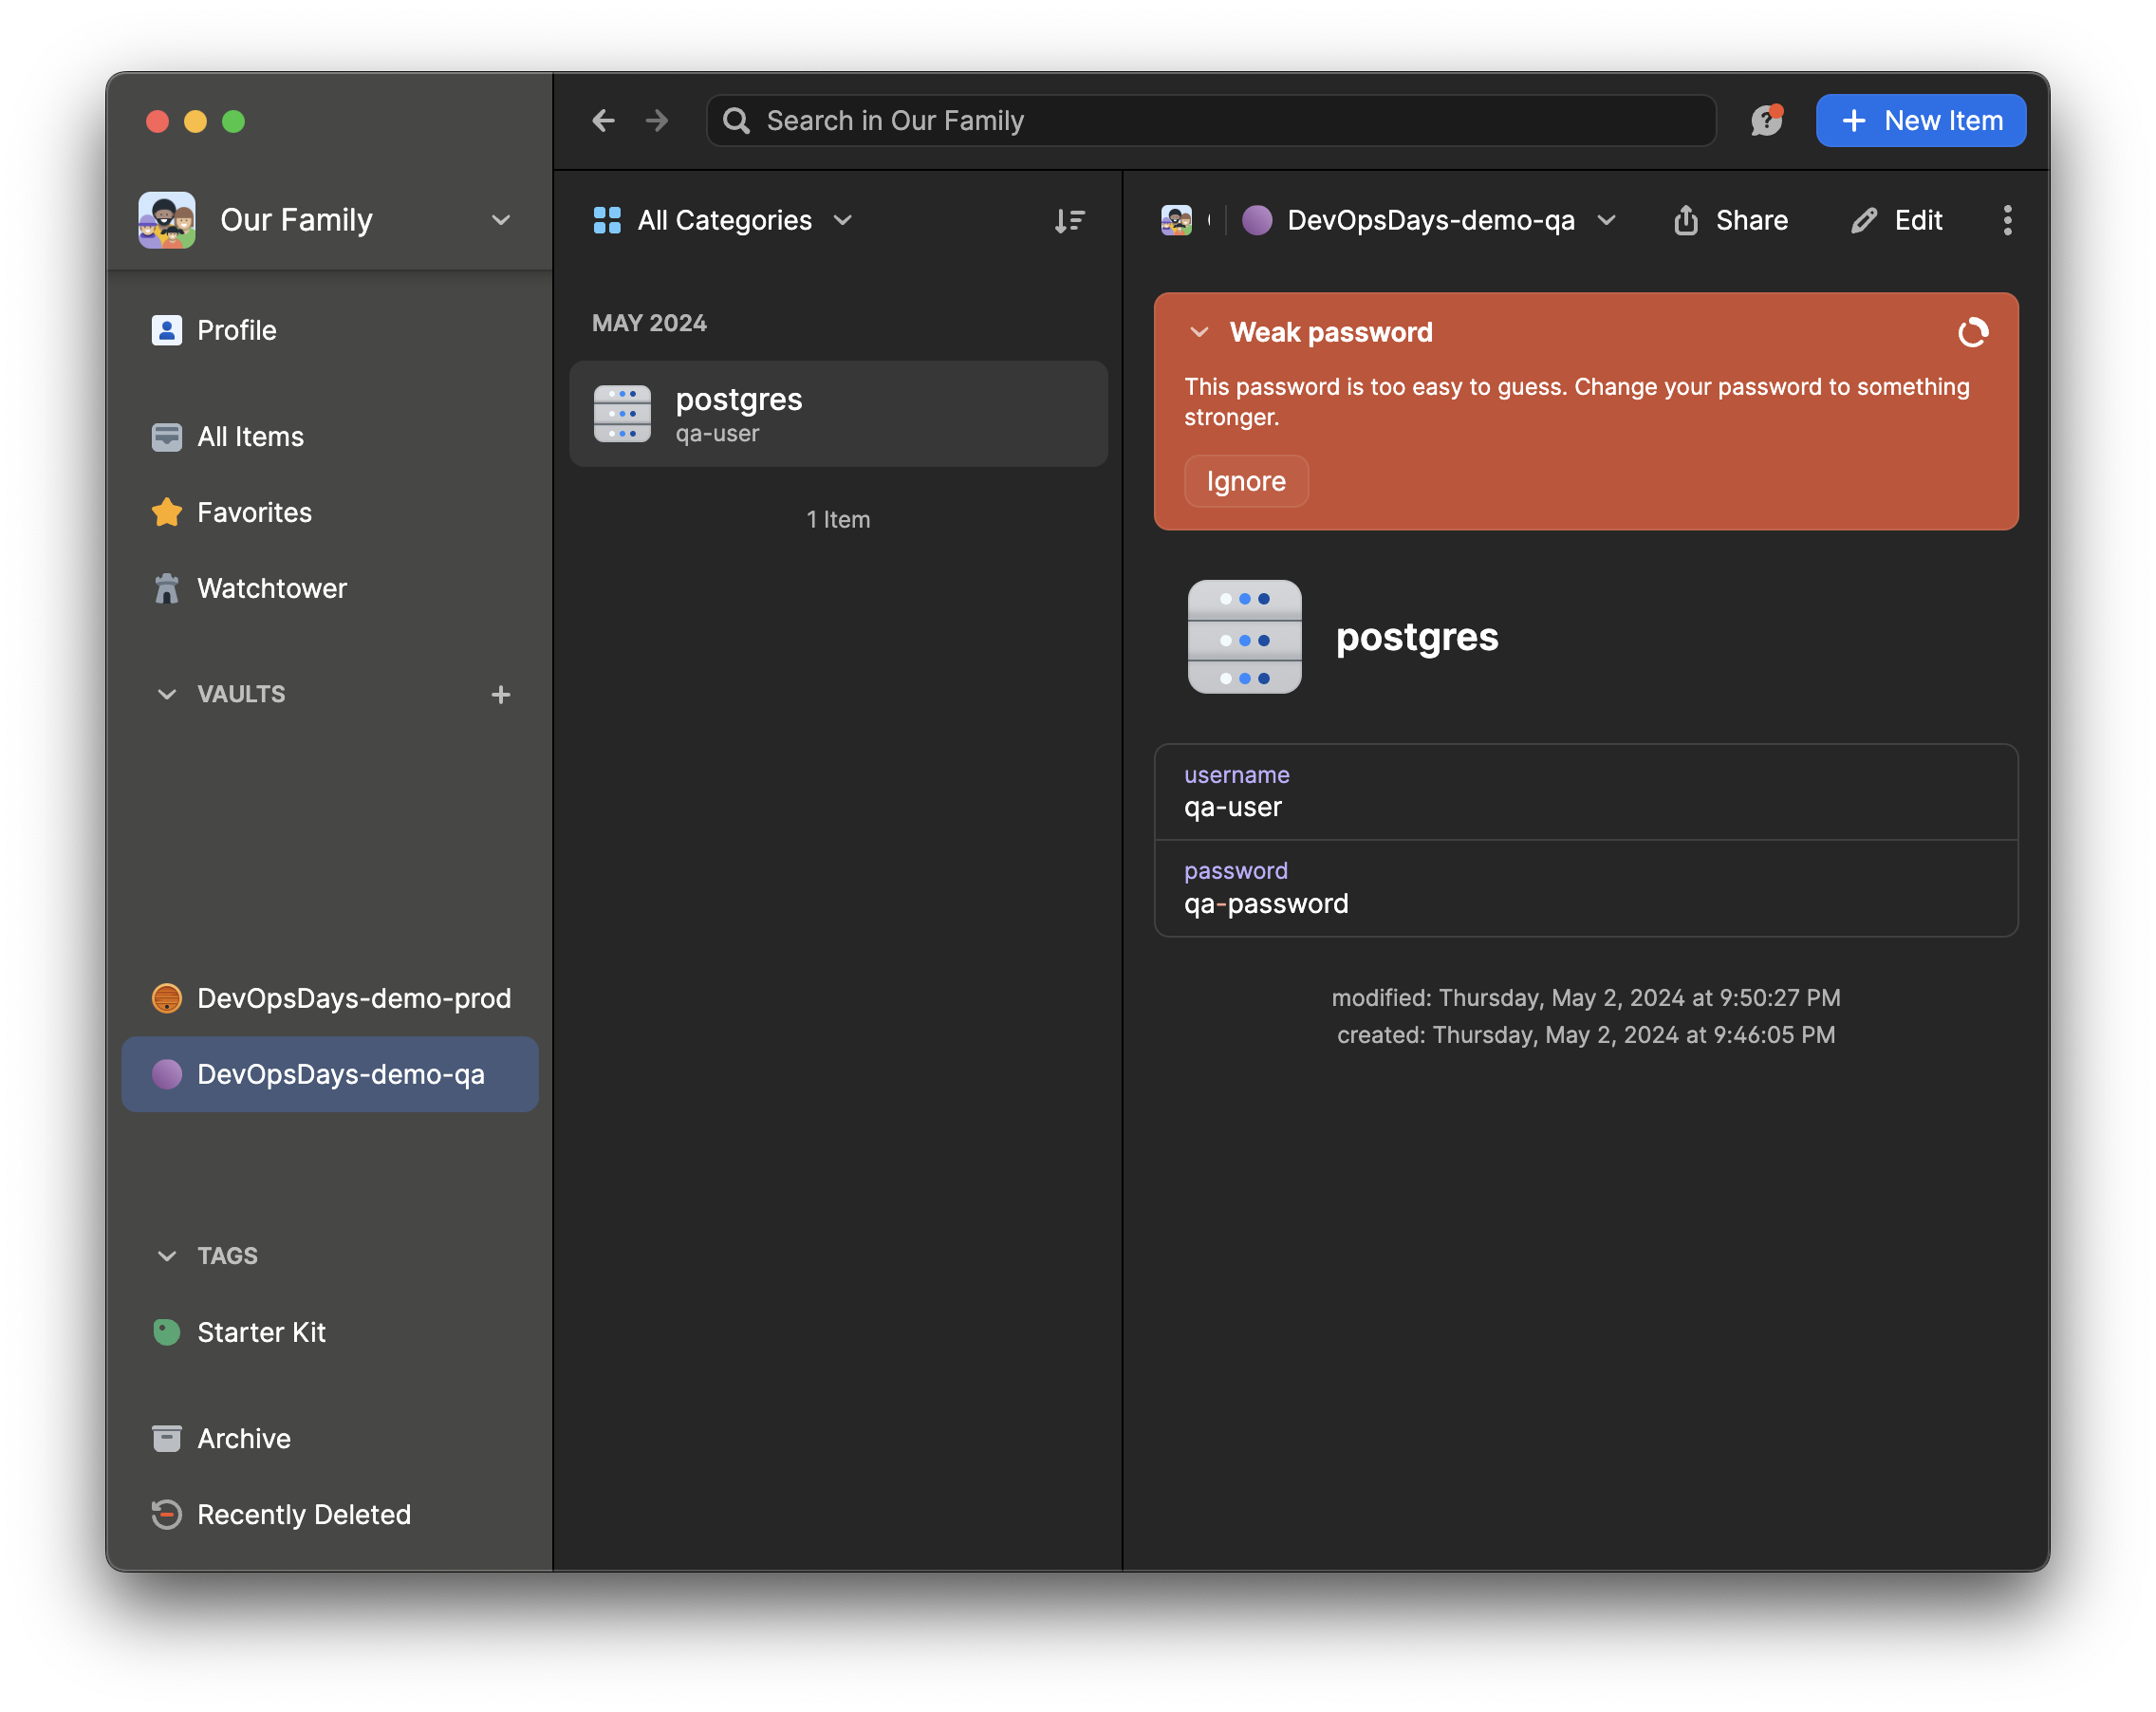 Our Family
Profile
All Items
Favorites
Watchtower
VAULTS
DevOpsDays-demo-prod
DevOpsDays-demo-qa
TAGS
Starter Kit
Archive
Recently Deleted
Search in Our Family
New Item
All Categories
MAY 2024
postgres
qa-user
1 Item
DevOpsDays-demo-qa
Share
Edit
Weak password
This password is too easy to guess. Change your password to something
stronger.
Ignore
postgres
username
qa-user
password
qa-password
modified: Thursday, May 2, 2024 at 9:50:27 PM
created: Thursday, May 2, 2024 at 9:46:05 PM